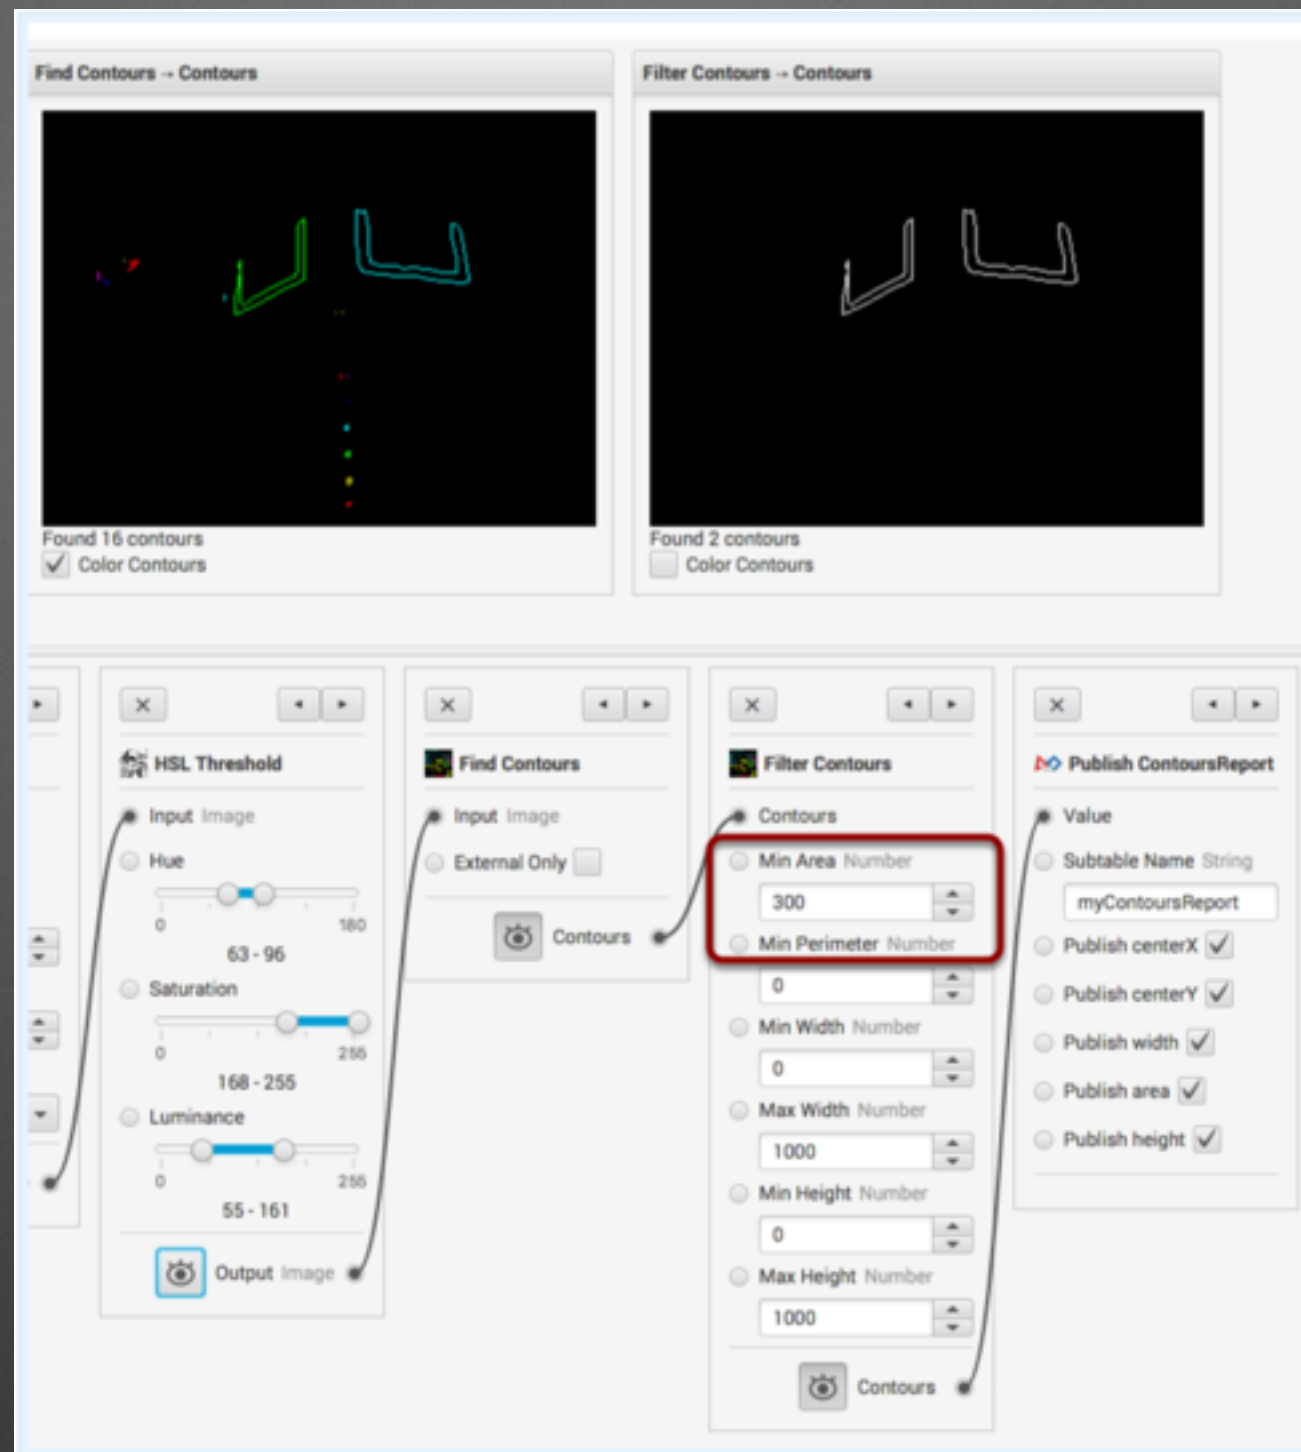 Find Contours → Contours
Found 16 contours
Color Contours
Filter Contours → Contours
Found 2 contours
Color Contours
HSL Threshold
Input Image
Hue
0 180
63 - 96
Saturation
0 255
168 - 255
Luminance
0 255
55 - 161
Output Image
Find Contours
Input Image
External Only
Contours
Filter Contours
Contours
Min Area Number
300
Min Perimeter Number
0
Min Width Number
0
Max Width Number
1000
Min Height Number
0
Max Height Number
1000
Contours
Publish ContoursReport
Value
Subtable Name String
myContoursReport
Publish centerX
Publish centerY
Publish width
Publish area
Publish height